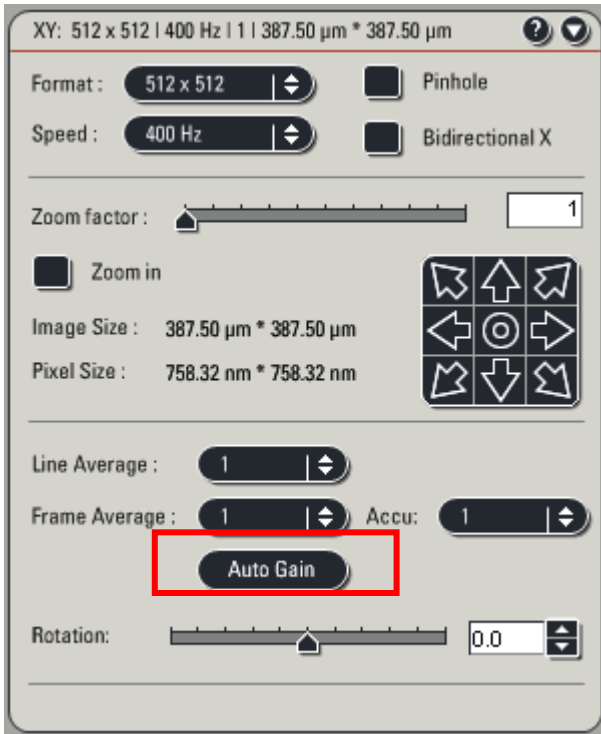 XY: 512 x 512 | 400 Hz | 1 | 387.50 µm * 387.50 µm ?
Format : 512 x 512 Pinhole
Speed : 400 Hz Bidirectional X
Zoom factor : 1
Zoom in
Image Size : 387.50 µm * 387.50 µm
Pixel Size : 758.32 nm * 758.32 nm
Line Average : 1
Frame Average : 1 Accu: 1
Auto Gain
Rotation: 0.0